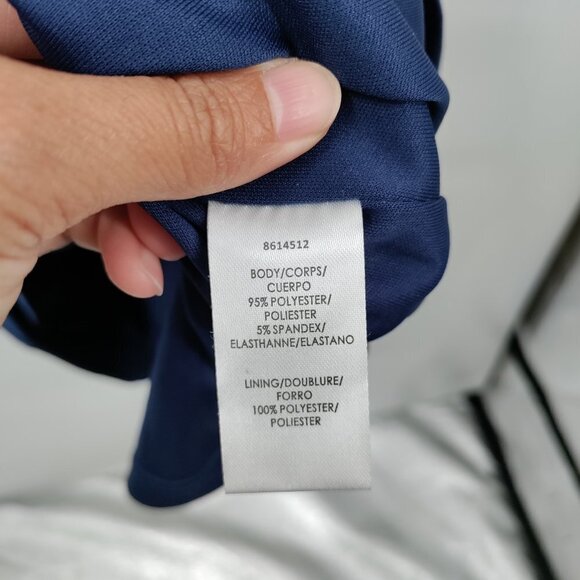 8614512
BODY/CORPS/
CUERPO
95% POLYESTER/
POLIESTER
5% SPANDEX/
ELASTHANNE/ELASTANO
LINING/DOUBLURE/
FORRO
100% POLYESTER/
POLIESTER